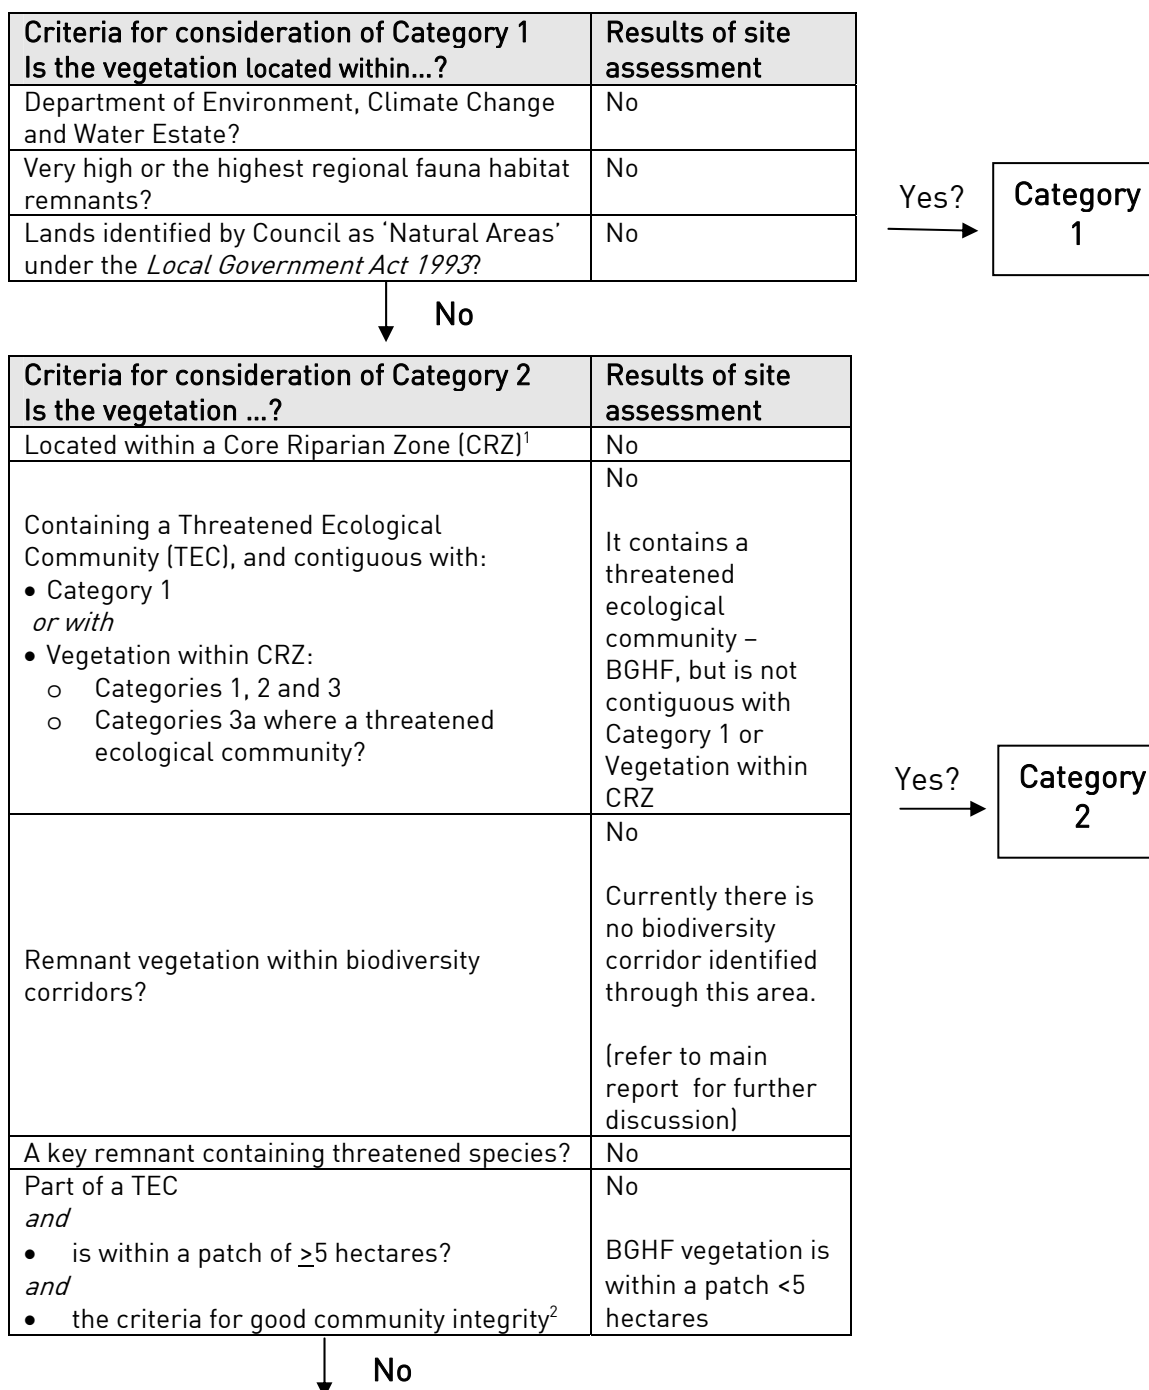 Criteria for consideration of Category 1
Is the vegetation located within...?
Results of site
assessment
Department of Environment, Climate Change
and Water Estate?
No
Very high or the highest regional fauna habitat
remnants?
No
Lands identified by Council as ‘Natural Areas’
under the Local Government Act 1993?
No
Yes?
Category
1
No
Criteria for consideration of Category 2
Is the vegetation ...?
Results of site
assessment
Located within a Core Riparian Zone (CRZ)1
No
Containing a Threatened Ecological
Community (TEC), and contiguous with:
• Category 1
or with
• Vegetation within CRZ:
o Categories 1, 2 and 3
o Categories 3a where a threatened
ecological community?
No
It contains a
threatened
ecological
community –
BGHF, but is not
contiguous with
Category 1 or
Vegetation within
CRZ
Yes?
Category
2
Remnant vegetation within biodiversity
corridors?
No
Currently there is
no biodiversity
corridor identified
through this area.
(refer to main
report for further
discussion)
A key remnant containing threatened species?
No
Part of a TEC
and
• is within a patch of ≥5 hectares?
and
• the criteria for good community integrity2
No
BGHF vegetation is
within a patch <5
hectares
No